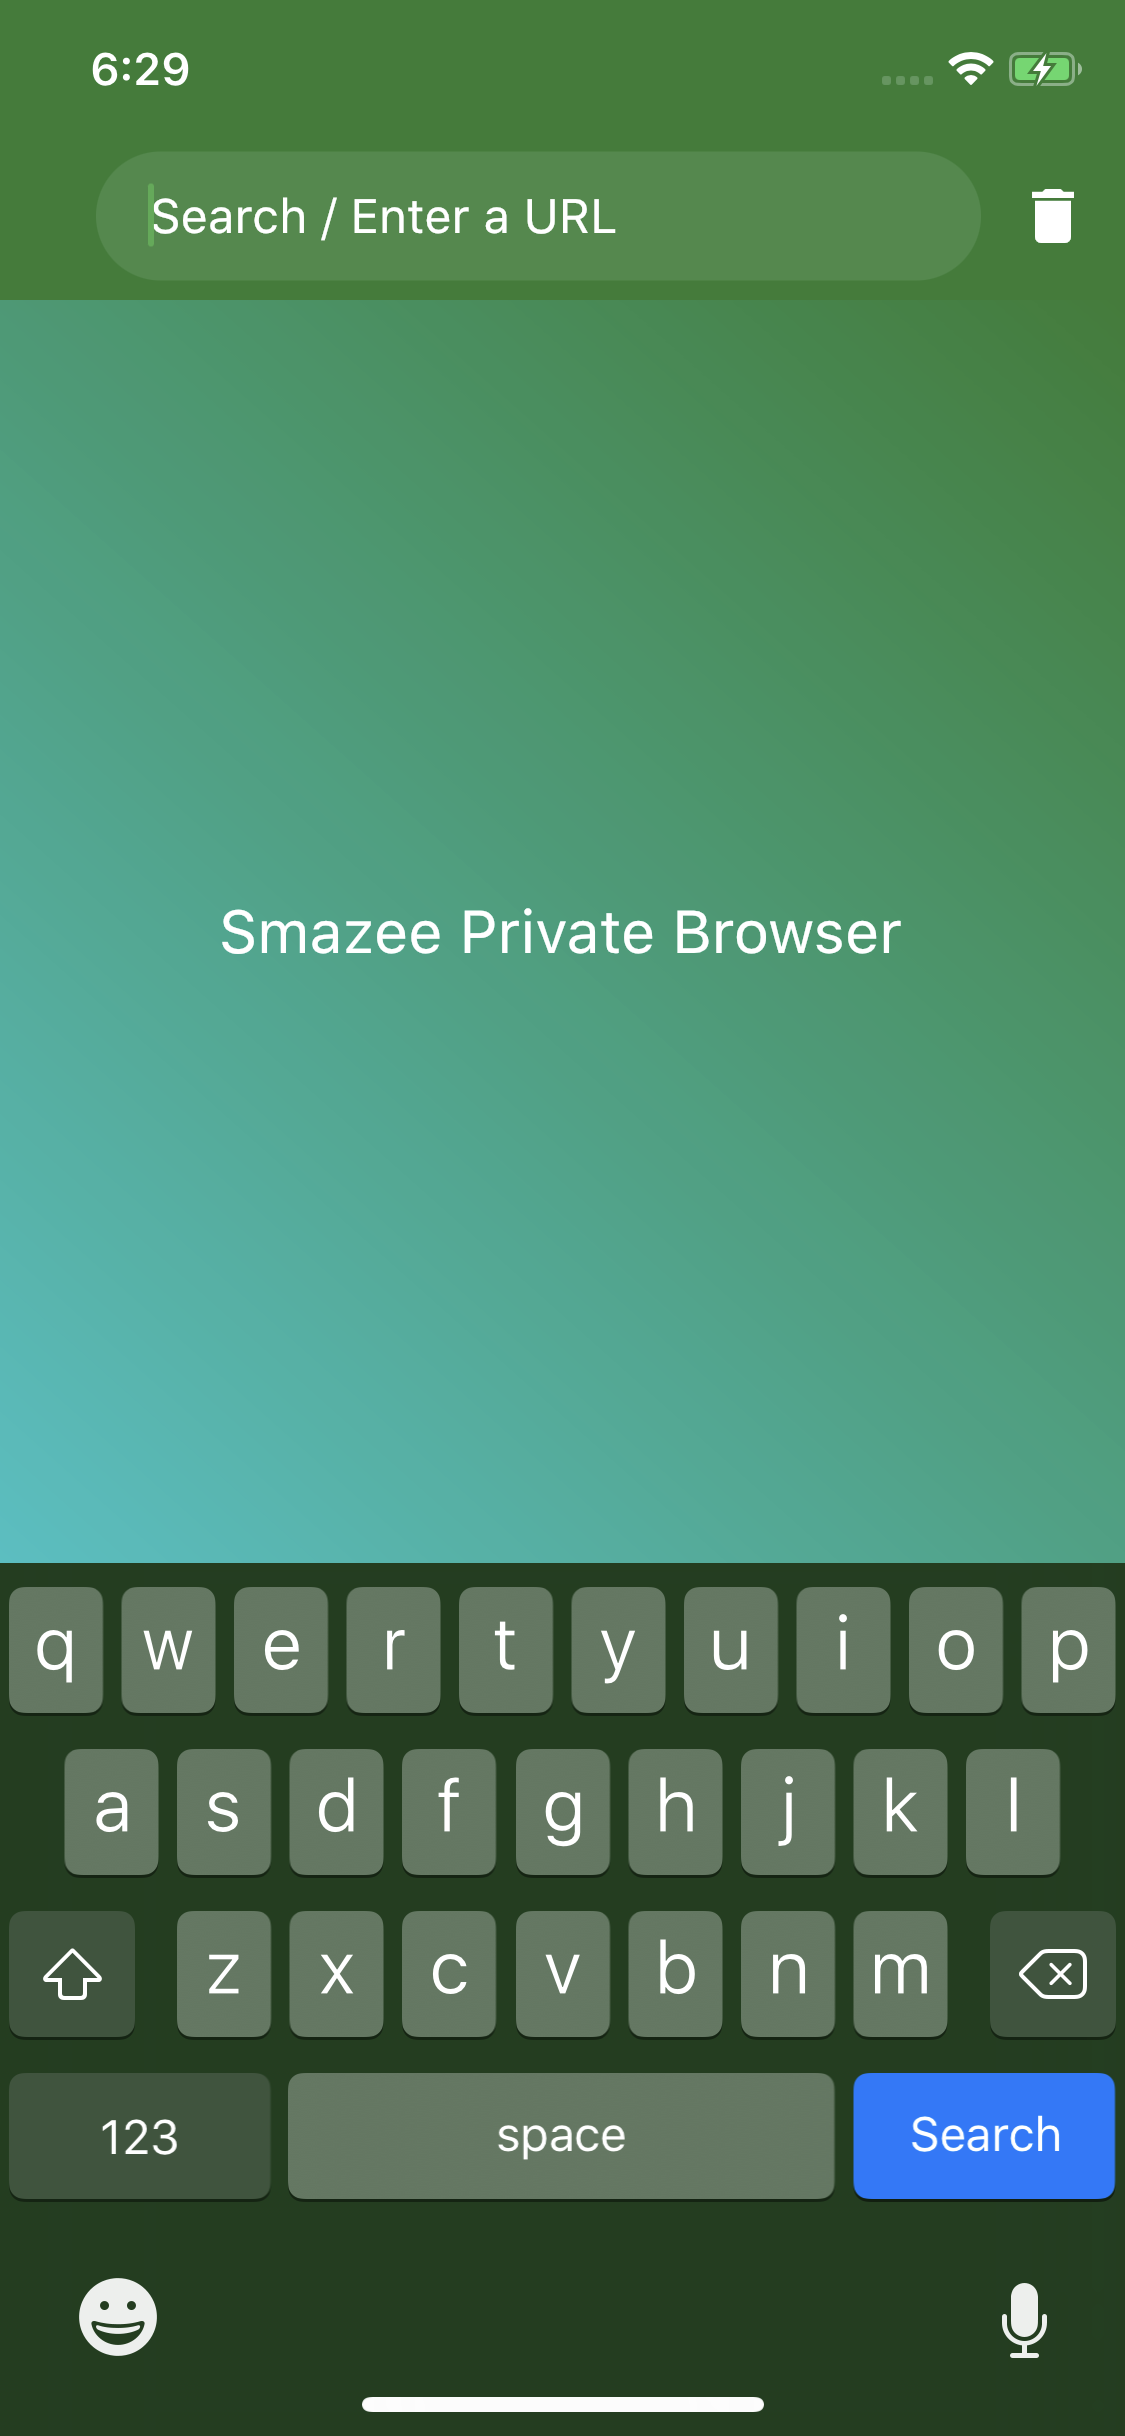 6:29
Search / Enter a URL
Smazee Private Browser
q w e r t y u i o p
a s d f g h j k l
z x c v b n m
123 space Search